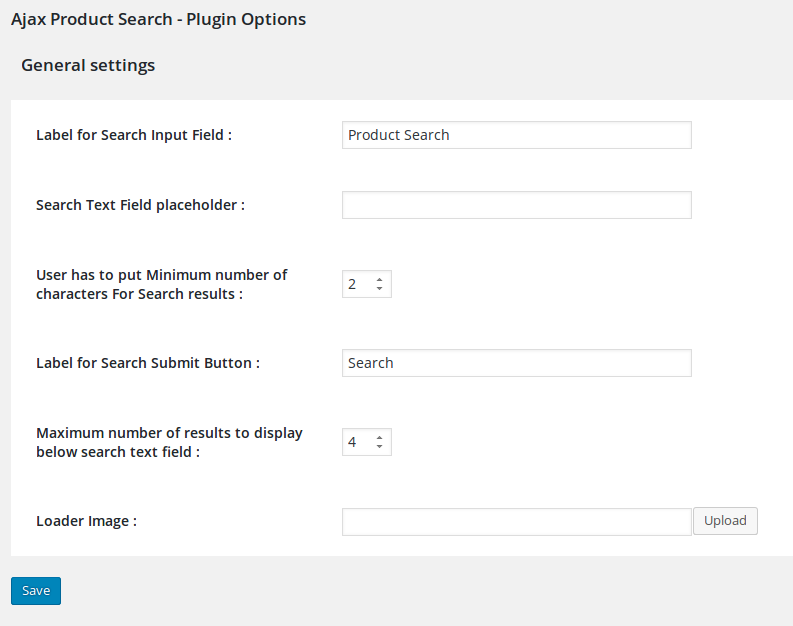 Ajax Product Search - Plugin Options
General settings
Label for Search Input Field :
Product Search
Search Text Field placeholder :
User has to put Minimum number of
characters For Search results :
2
Label for Search Submit Button :
Search
Maximum number of results to display
below search text field :
4
Loader Image :
Upload
Save